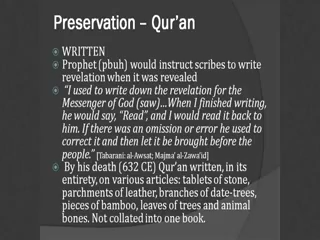 Preservation – Qur'an
WRITTEN
Prophet (pbuh) would instruct scribes to write
revelation when it was revealed
"I used to write down the revelation for the
Messenger of God (saw)...When I finished writing,
he would say, "Read", and I would read it back to
him. If there was an omission or error he used to
correct it and then let it be brought before the
people." [Tabarani: al-Awsat; Majma' al-Zawa'id]
By his death (632 CE) Qur'an written, in its
entirety, on various articles: tablets of stone,
parchments of leather, branches of date-trees,
pieces of bamboo, leaves of trees and animal
bones. Not collated into one book.